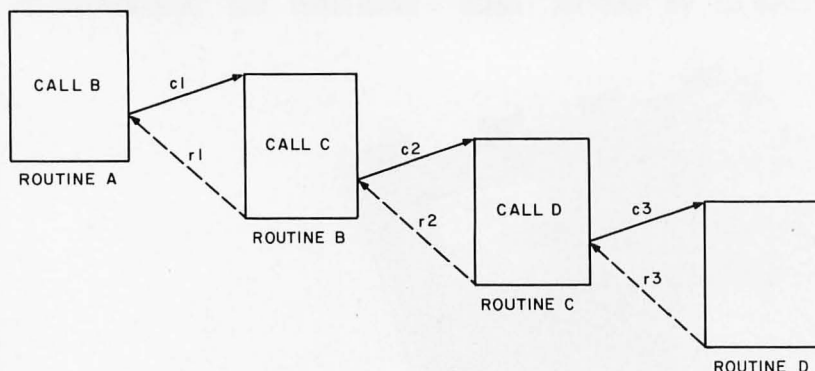 CALL B
c1
r1
ROUTINE A
CALL C
c2
r2
ROUTINE B
CALL D
c3
r3
ROUTINE C
ROUTINE D